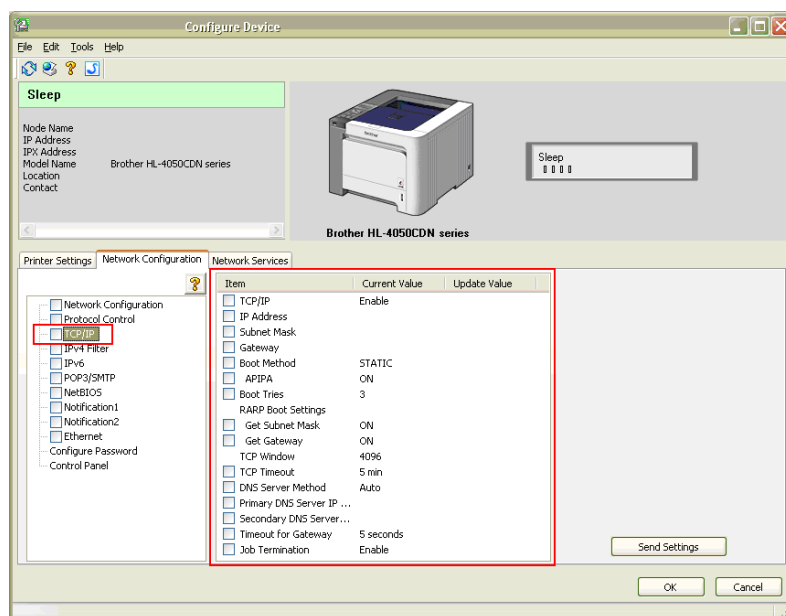 Configure Device
File Edit Tools Help
Sleep
Node Name
IP Address
IPX Address
Model Name Brother HL-4050CDN series
Location
Contact
brother
Sleep
Brother HL-4050CDN series
Printer Settings Network Configuration Network Services
Network Configuration
Protocol Control
TCP/IP
IPv4 Filter
IPv6
POP3/SMTP
NetBIOS
Notification1
Notification2
Ethernet
Configure Password
Control Panel
Item Current Value Update Value
TCP/IP Enable
IP Address
Subnet Mask
Gateway
Boot Method STATIC
APIPA ON
Boot Tries 3
RARP Boot Settings
Get Subnet Mask ON
Get Gateway ON
TCP Window 4096
TCP Timeout 5 min
DNS Server Method Auto
Primary DNS Server IP ...
Secondary DNS Server...
Timeout for Gateway 5 seconds
Job Termination Enable
Send Settings
OK Cancel